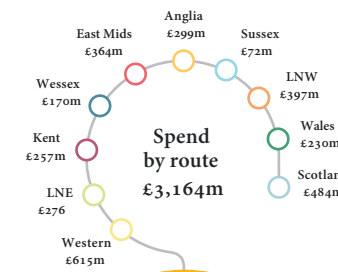 Anglia
£299m
East Mids
£364m
Sussex
£72m
Wessex
£170m
LNW
£397m
Kent
£257m
Wales
£230m
Spend
by route
£3,164m
LNE
£276
£484m
Western
£615m